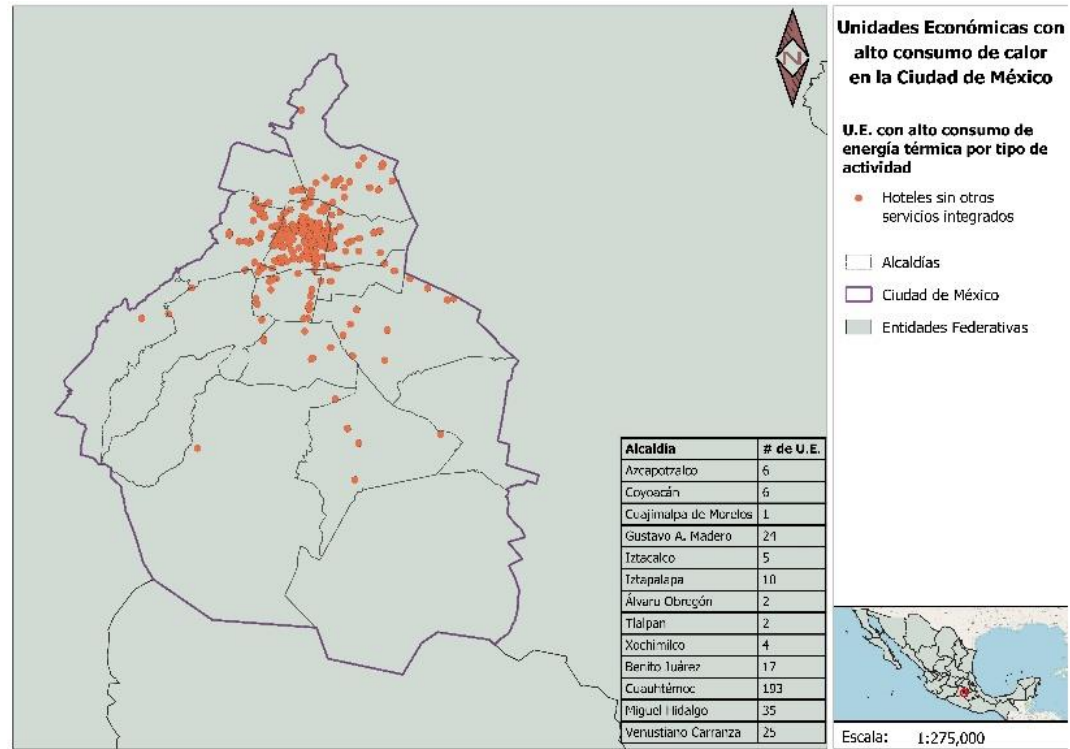 N
Unidades Económicas con
alto consumo de calor
en la Ciudad de México
U.E. con alto consumo de
energía térmica por tipo de
actividad
Hoteles sin otros
servicios integrados
Alcaldías
Ciudad de México
Entidades Federativas
Alcaldía # de U.E.
Azcapotzalco 6
Coyoacán 6
Cuajimalpa de Morelos 1
Gustavo A. Madero 24
Iztacalco 5
Iztapalapa 10
Álvaro Obregón 2
Tlalpan 2
Xochimilco 4
Benito Juárez 17
Cuauhtémoc 193
Miguel Hidalgo 35
Venustiano Carranza 25
Escala: 1:275,000